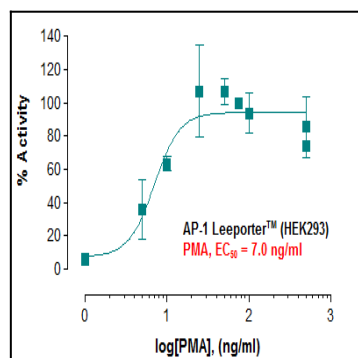 140
120
100
80
60
40
20
0
% Activity
AP-1 Leeporter™ (HEK293)
PMA, EC₅₀ = 7.0 ng/ml
0 1 2 3
log[PMA], (ng/ml)